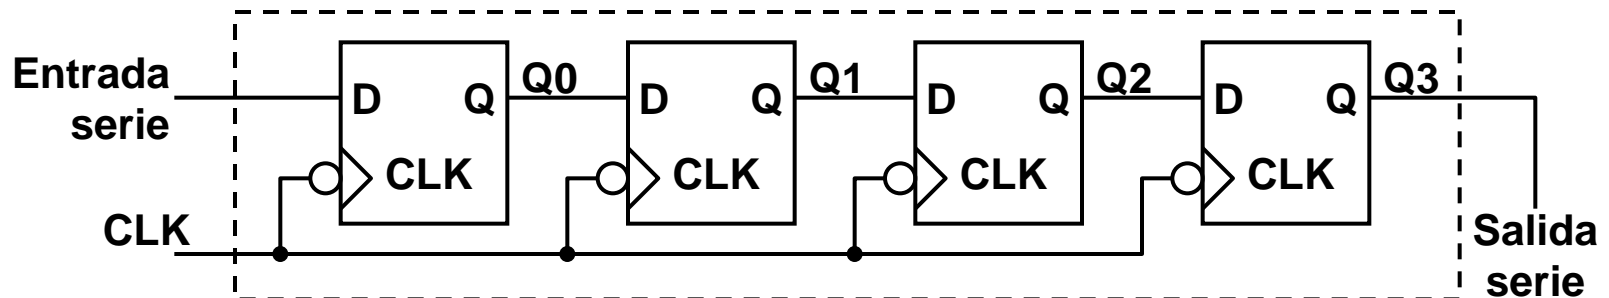 Entrada
serie
CLK
D
Q
CLK
Q0
D
Q
CLK
Q1
D
Q
CLK
Q2
D
Q
CLK
Q3
Salida
serie